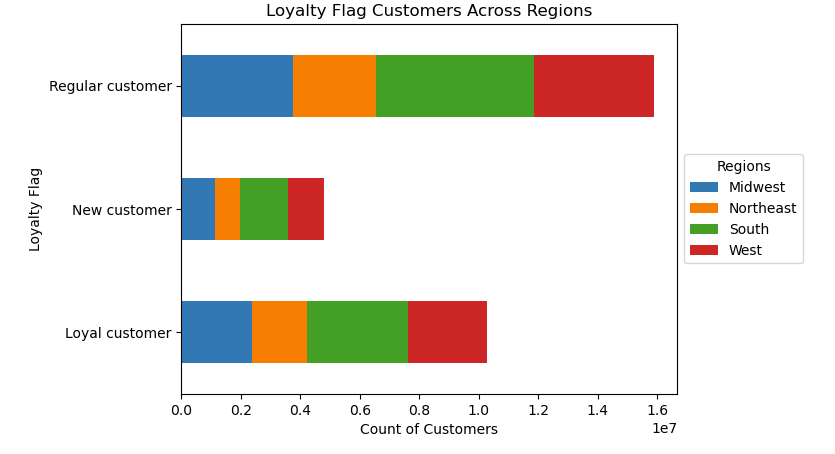 Loyalty Flag Customers Across Regions
Regular customer
New customer
Loyal customer
Loyalty Flag
0.0 0.2 0.4 0.6 0.8 1.0 1.2 1.4 1.6
1e7
Count of Customers
Regions
Midwest
Northeast
South
West